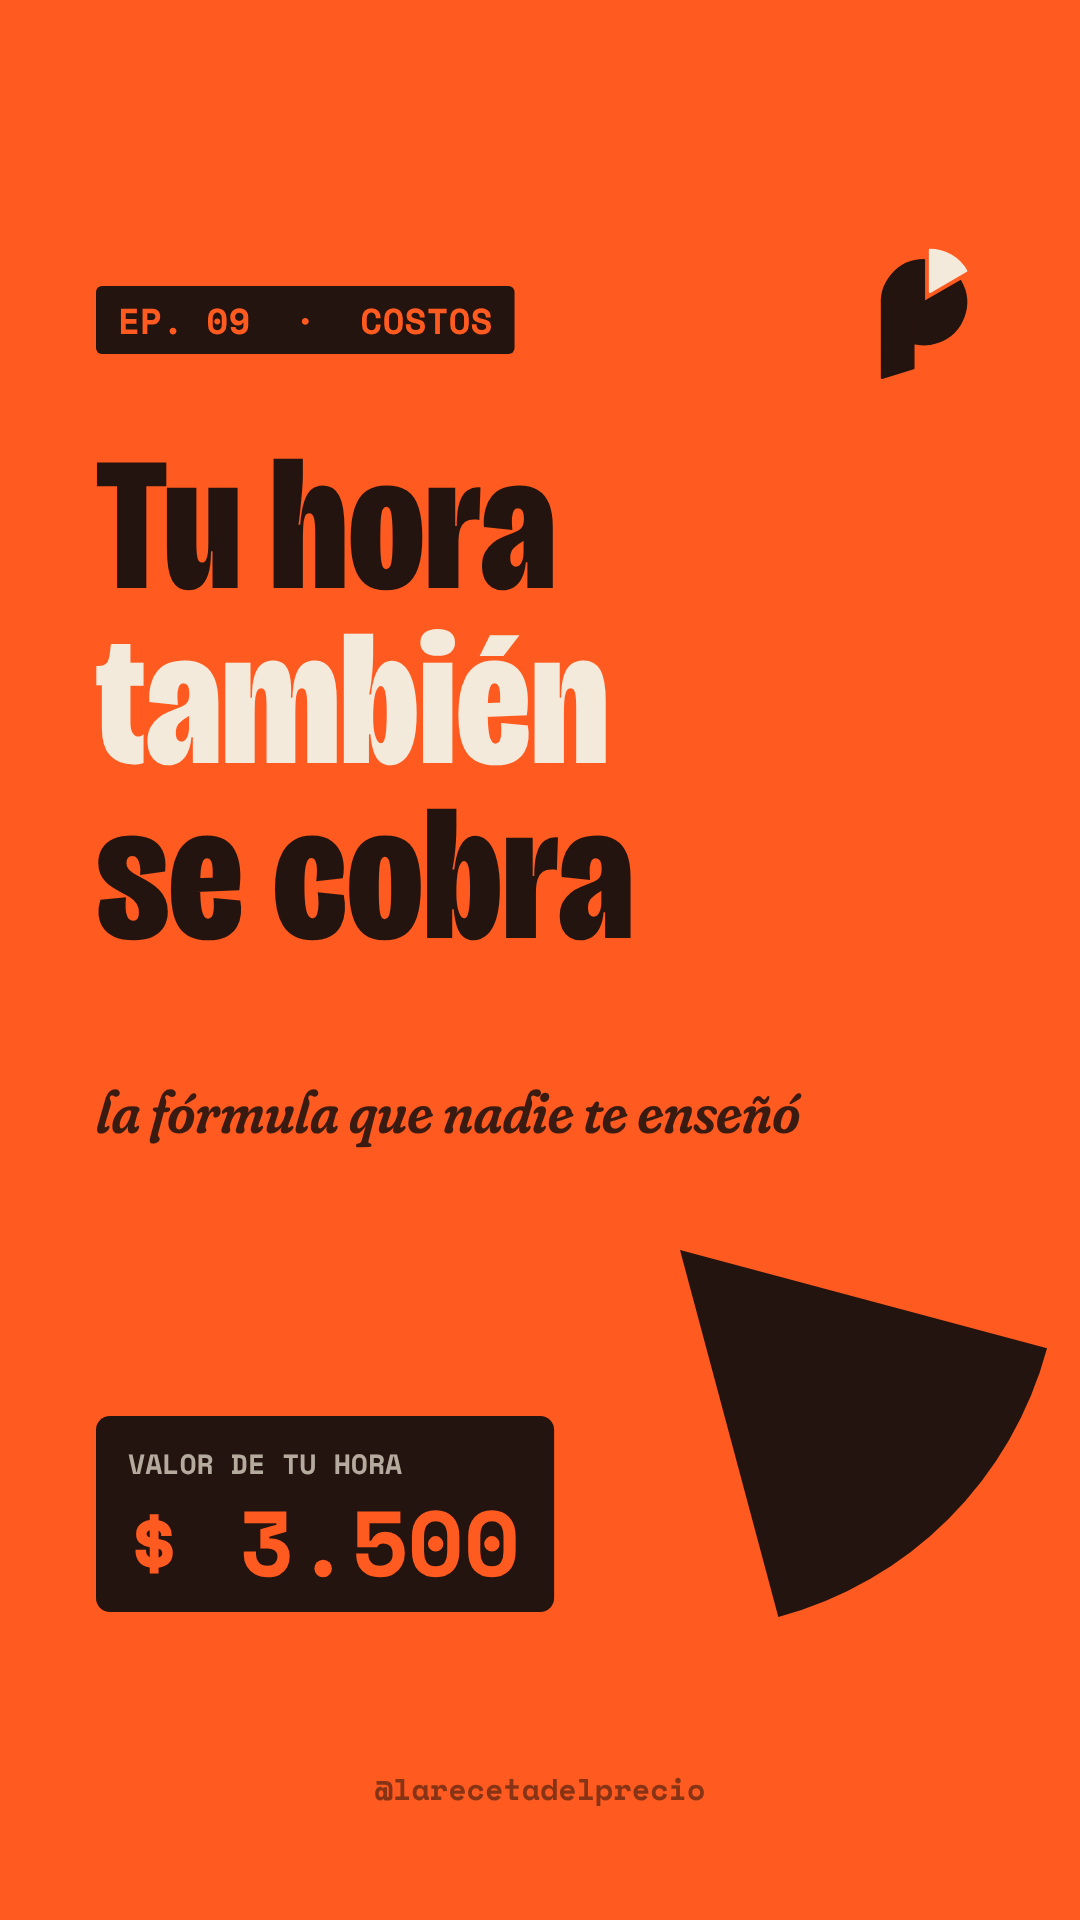 EP. 09 · COSTOS
Tu hora
también
se cobra
la fórmula que nadie te enseñó
VALOR DE TU HORA
$ 3.500
@larecetadelprecio